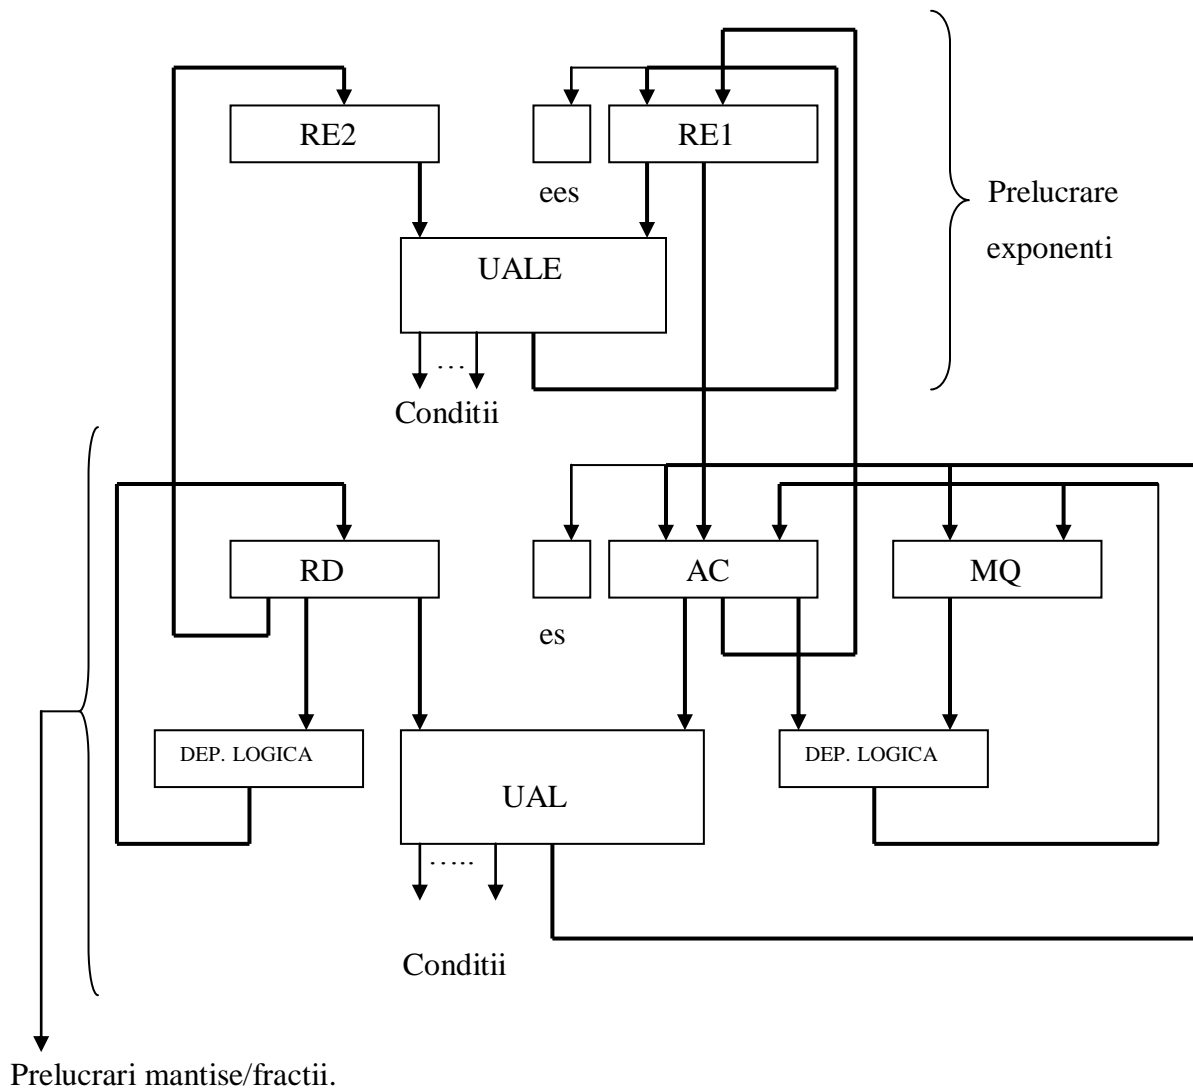 RE2
RE1
ees
Prelucrare
exponenti
UALE
...
Conditii
RD
AC
MQ
es
DEP. LOGICA
DEP. LOGICA
UAL
.....
Conditii
Prelucrari mantise/fractii.